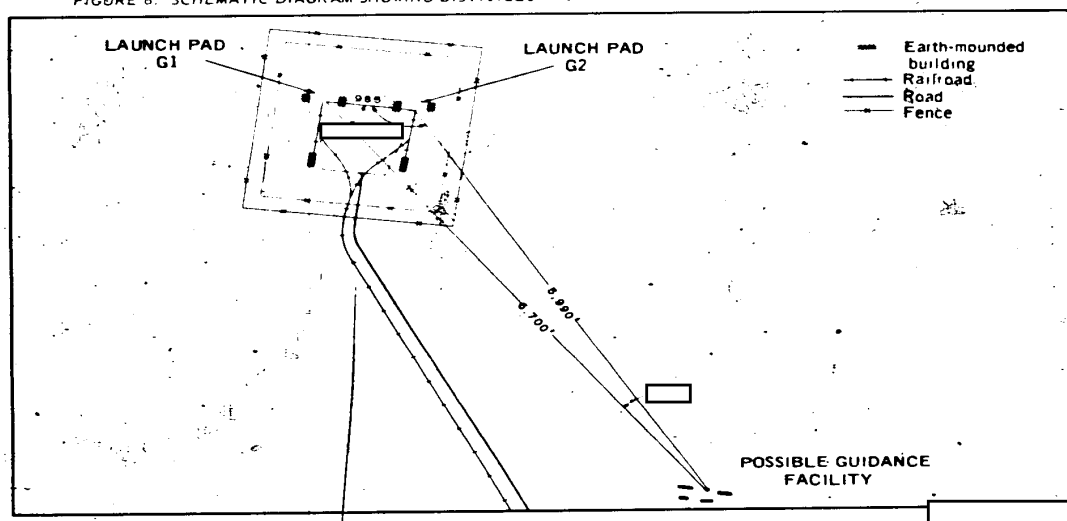 FIGURE 6. SCHEMATIC DIAGRAM SHOWING
LAUNCH PAD
G1
LAUNCH PAD
G2
985'
Earth-mounded
building
Railroad
Road
Fence
5,990'
6,700'
POSSIBLE GUIDANCE
FACILITY